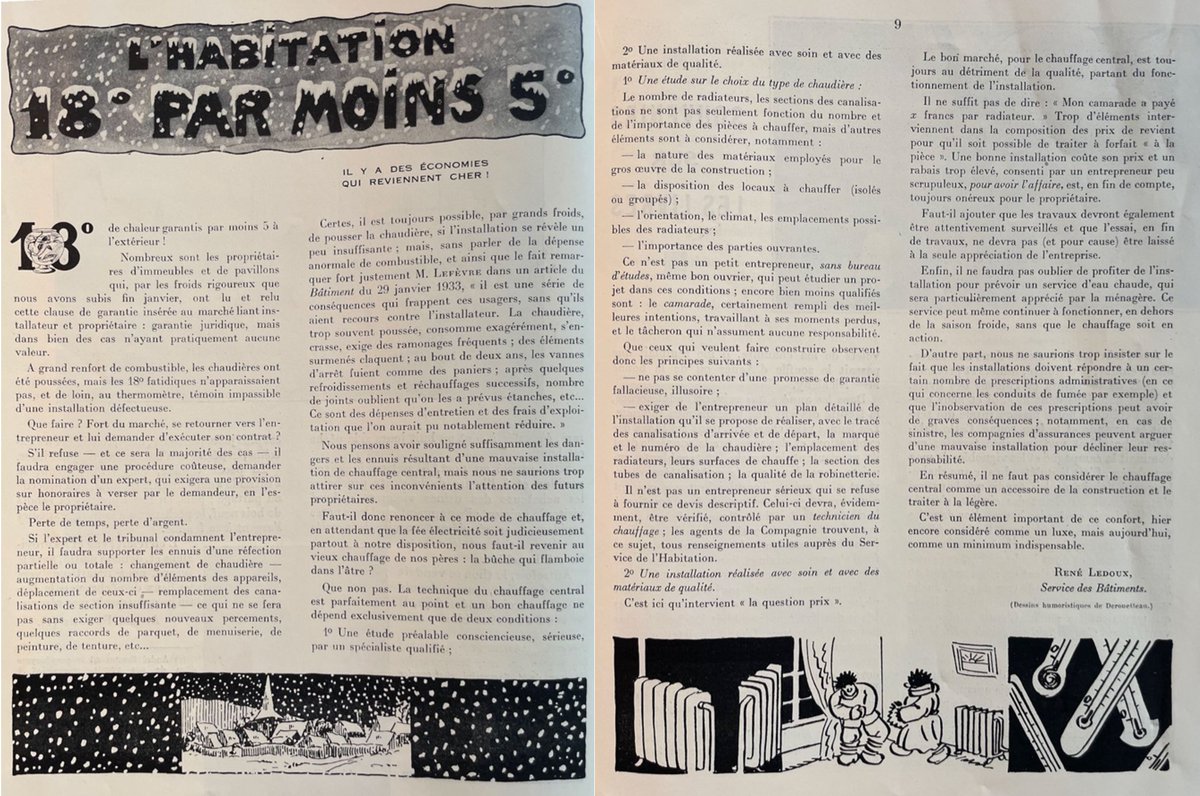 L'HABITATION
18° PAR MOINS 5°
IL Y A DES ÉCONOMIES
QUI REVIENNENT CHER !
18°
de chaleur garantis par moins 5 à
l'extérieur !
Nombreux sont les propriétai-
res d'immeubles et de pavillons
qui, par les froids rigoureux que
nous avons subis fin janvier, ont lu et relu
cette clause de garantie insérée au marché liant ins-
tallateur et propriétaire : garantie juridique, mais
dans bien des cas n'ayant pratiquement aucune
valeur.
A grand renfort de combustible, les chaudières ont
été poussées, mais les 18° fatidiques n'apparaissaient
pas, et de loin, au thermomètre, témoin impassible
d'une installation défectueuse.
Que faire ? Fort du marché, se retourner vers l'en-
trepreneur et lui demander d'exécuter son contrat ?
S'il refuse — et ce sera la majorité des cas — il
faudra engager une procédure coûteuse, demander
la nomination d'un expert, qui exigera une provision
sur honoraires à verser par le demandeur, en l'es-
pèce le propriétaire.
Perte de temps, perte d'argent.
Si l'expert et le tribunal condamnent l'entrepre-
neur, il faudra supporter les ennuis d'une réfection
partielle ou totale : changement de chaudière —
augmentation du nombre d'éléments des appareils,
déplacement de ceux-ci — remplacement des cana-
lisations de section insuffisante — ce qui ne se fera
pas sans exiger quelques nouveaux percements,
quelques raccords de parquet, de menuiserie, de
peinture, de tenture, etc...
Certes, il est toujours possible, par grands froids,
de pousser la chaudière, si l'installation se révèle un
peu insuffisante ; mais, sans parler de la dépense
anormale de combustible, et ainsi que le fait remar-
quer fort justement M. LEFÈVRE dans un article du
Bâtiment du 29 janvier 1933, « il est une série de
conséquences qui frappent ces usagers, sans qu'ils
aient recours contre l'installateur. La chaudière,
trop souvent poussée, consomme exagérément, s'en-
crasse, exige des ramonages fréquents ; des éléments
surmenés claquent ; au bout de deux ans, les vannes
d'arrêt fuient comme des paniers ; après quelques
refroidissements et réchauffages successifs, nombre
de joints oublient qu'on les a prévus étanches, etc...
Ce sont des dépenses d'entretien et des frais d'exploi-
tation que l'on aurait pu notablement réduire. »
Nous pensons avoir souligné suffisamment les dan-
gers et les ennuis résultant d'une mauvaise installa-
tion de chauffage central, mais nous ne saurions trop
attirer sur ces inconvénients l'attention des futurs
propriétaires.
Faut-il donc renoncer à ce mode de chauffage et,
en attendant que la fée électricité soit judicieusement
partout à notre disposition, nous faut-il revenir au
vieux chauffage de nos pères : la bûche qui flamboie
dans l'âtre ?
Que non pas. La technique du chauffage central
est parfaitement au point et un bon chauffage ne
dépend exclusivement que de deux conditions :
1° Une étude préalable consciencieuse, sérieuse,
par un spécialiste qualifié ;
9
2° Une installation réalisée avec soin et avec des
matériaux de qualité.
1° Une étude sur le choix du type de chaudière :
Le nombre de radiateurs, les sections des canalisa-
tions ne sont pas seulement fonction du nombre et
de l'importance des pièces à chauffer, mais d'autres
éléments sont à considérer, notamment :
— la nature des matériaux employés pour le
gros œuvre de la construction ;
— la disposition des locaux à chauffer (isolés
ou groupés) ;
— l'orientation, le climat, les emplacements possi-
bles des radiateurs ;
— l'importance des parties ouvrantes.
Ce n'est pas un petit entrepreneur, sans bureau
d'études, même bon ouvrier, qui peut étudier un pro-
jet dans ces conditions ; encore bien moins qualifiés
sont : le camarade, certainement rempli des meil-
leures intentions, travaillant à ses moments perdus,
et le tâcheron qui n'assume aucune responsabilité.
Que ceux qui veulent faire construire observent
donc les principes suivants :
— ne pas se contenter d'une promesse de garantie
fallacieuse, illusoire ;
— exiger de l'entrepreneur un plan détaillé de
l'installation qu'il se propose de réaliser, avec le tracé
des canalisations d'arrivée et de départ, la marque
et le numéro de la chaudière ; l'emplacement des
radiateurs, leurs surfaces de chauffe ; la section des
tubes de canalisation ; la qualité de la robinetterie.
Il n'est pas un entrepreneur sérieux qui se refuse
à fournir ce devis descriptif. Celui-ci devra, évidem-
ment, être vérifié, contrôlé par un technicien du
chauffage ; les agents de la Compagnie trouvent, à
ce sujet, tous renseignements utiles auprès du Ser-
vice de l'Habitation.
2° Une installation réalisée avec soin et avec des
matériaux de qualité.
C'est ici qu'intervient « la question prix ».
Le bon marché, pour le chauffage central, est tou-
jours au détriment de la qualité, partant du fonc-
tionnement de l'installation.
Il ne suffit pas de dire : « Mon camarade a payé
x francs par radiateur. » Trop d'éléments inter-
viennent dans la composition des prix de revient
pour qu'il soit possible de traiter à forfait « à la
pièce ». Une bonne installation coûte son prix et un
rabais trop élevé, consenti par un entrepreneur peu
scrupuleux, pour avoir l'affaire, est, en fin de compte,
toujours onéreux pour le propriétaire.
Faut-il ajouter que les travaux devront également
être attentivement surveillés et que l'essai, en fin
de travaux, ne devra pas (et pour cause) être laissé
à la seule appréciation de l'entreprise.
Enfin, il ne faudra pas oublier de profiter de l'ins-
tallation pour prévoir un service d'eau chaude, qui
sera particulièrement apprécié par la ménagère. Ce
service peut même continuer à fonctionner, en dehors
de la saison froide, sans que le chauffage soit en
action.
D'autre part, nous ne saurions trop insister sur le
fait que les installations doivent répondre à un cer-
tain nombre de prescriptions administratives (en ce
qui concerne les conduits de fumée par exemple) et
que l'inobservation de ces prescriptions peut avoir
de graves conséquences ; notamment, en cas de
sinistre, les compagnies d'assurances peuvent arguer
d'une mauvaise installation pour décliner leur res-
ponsabilité.
En résumé, il ne faut pas considérer le chauffage
central comme un accessoire de la construction et le
traiter à la légère.
C'est un élément important de ce confort, hier
encore considéré comme un luxe, mais aujourd'hui,
comme un minimum indispensable.
RENÉ LEDOUX,
Service des Bâtiments.
(Dessins humoristiques de Derouetteau.)